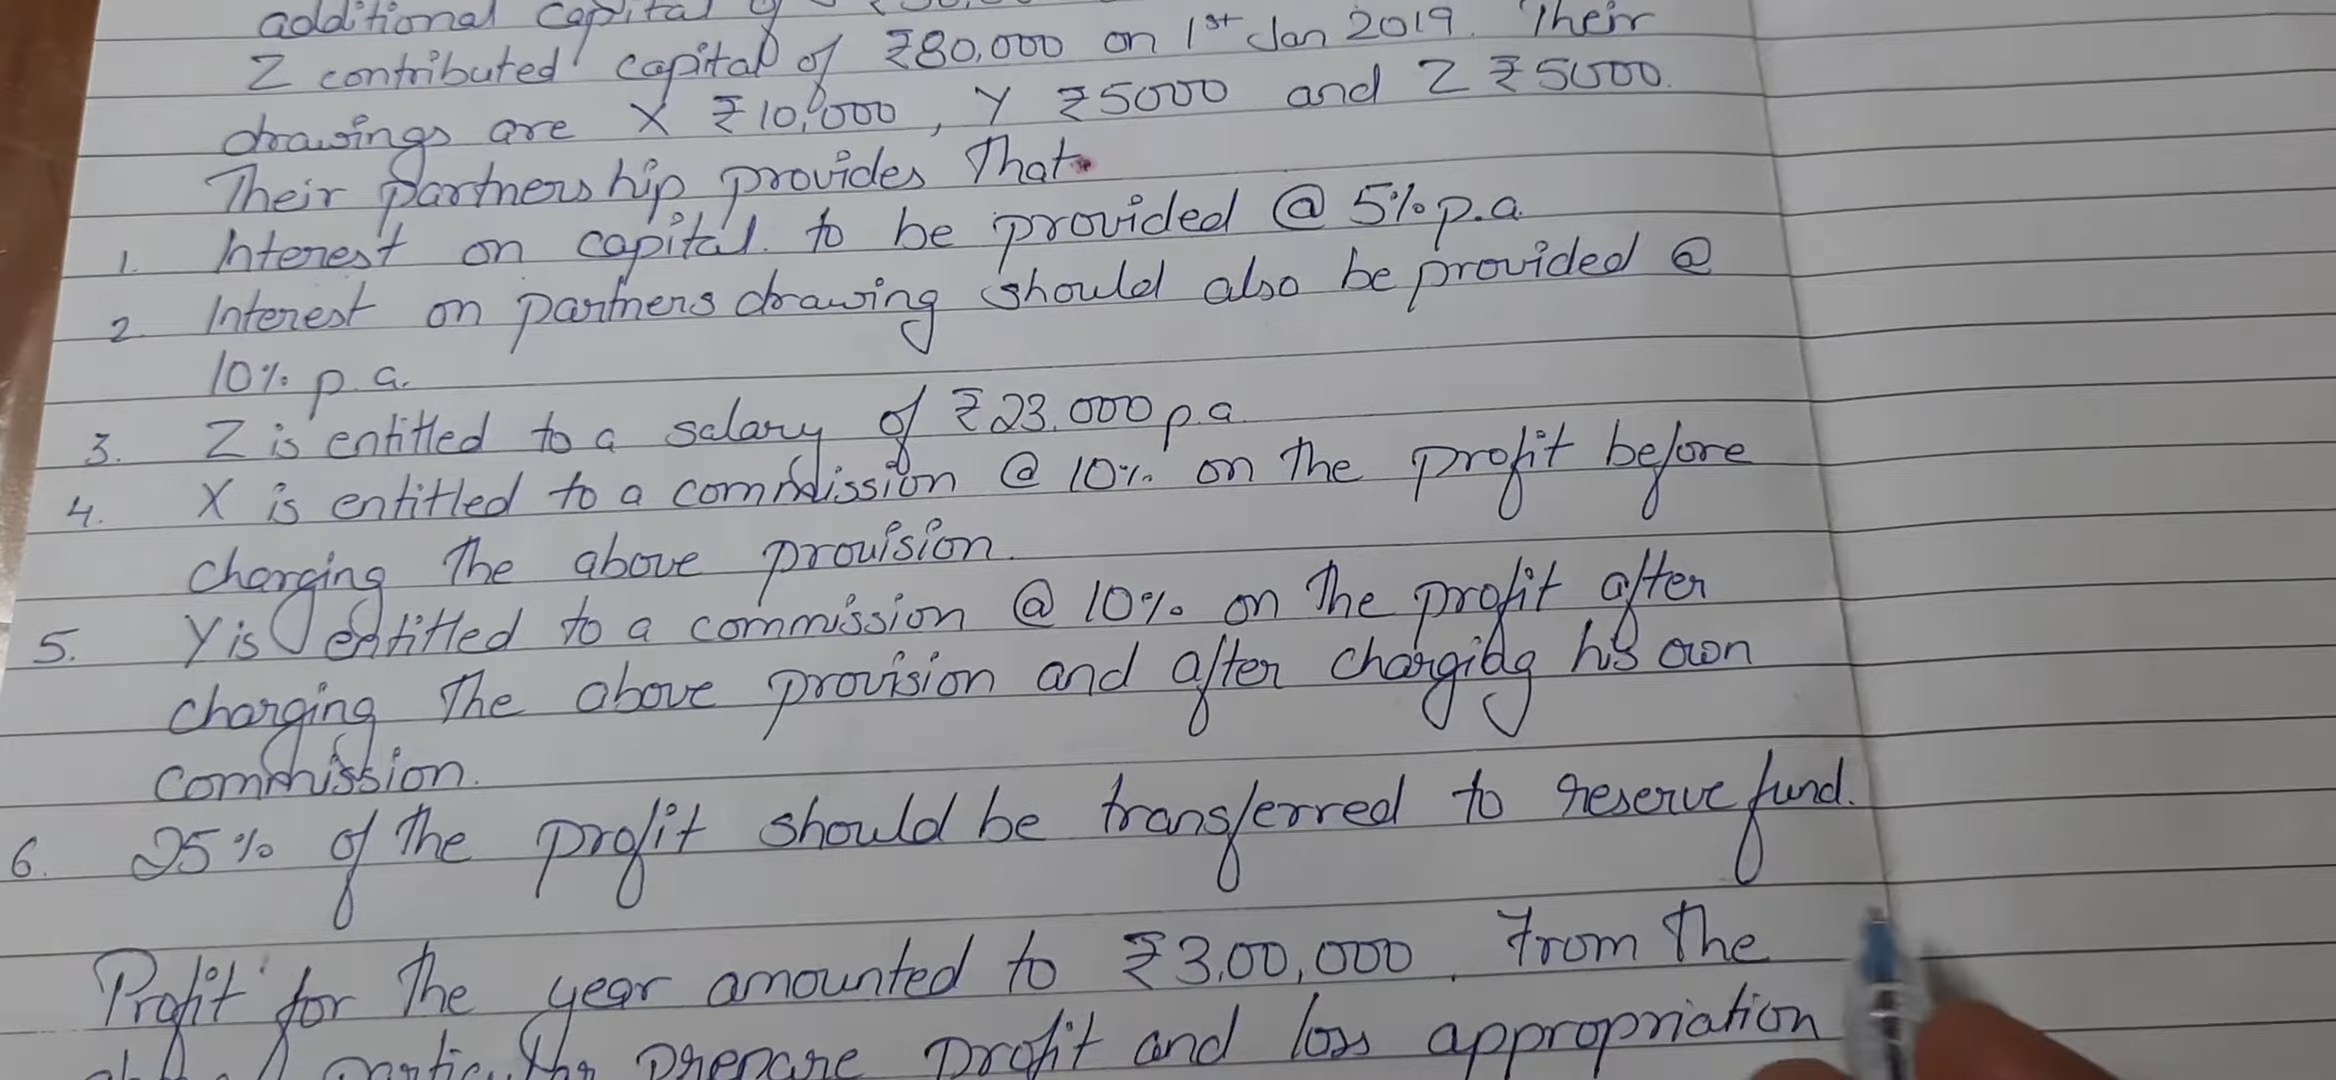 additional capital of
Z contributed capital of ₹80,000 on 1st Jan 2019. Their
drawings are X ₹10,000, Y ₹5000 and Z ₹5000.
Their partnership provides That
1. Interest on capital. to be provided @ 5% p.a.
2. Interest on partners drawing should also be provided @
10% p.a.
3. Z is entitled to a salary of ₹23,000 p.a
4. X is entitled to a commission @ 10% on the profit before
charging the above provision.
5. Y is entitled to a commission @ 10% on the profit after
charging the above provision and after charging his own
commission.
6. 25% of the profit should be transferred to reserve fund.
Profit for the year amounted to ₹3,00,000. From the
prepare profit and loss appropriation